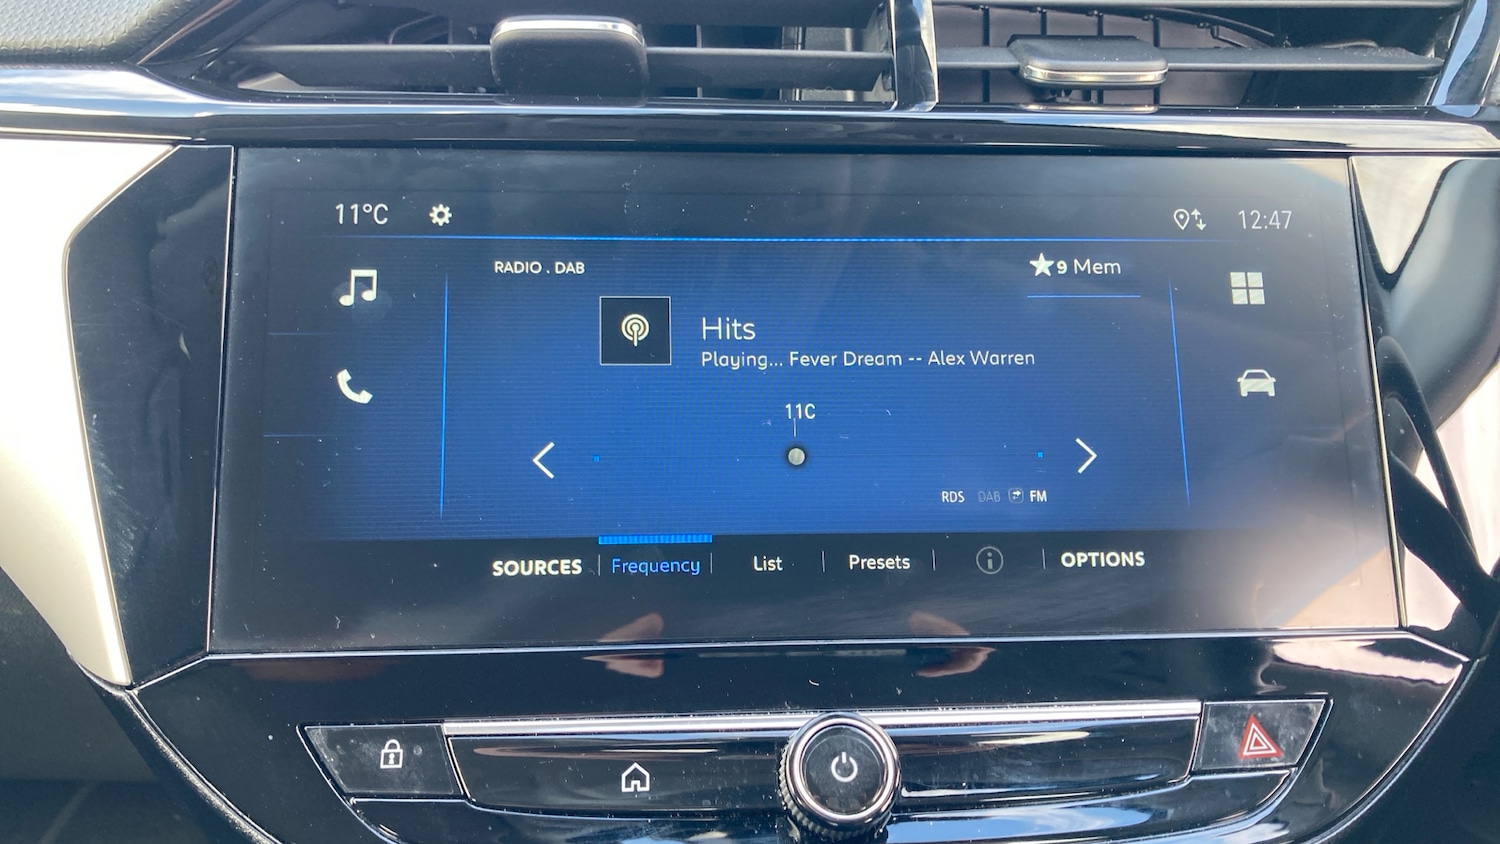 11°C 12:47
RADIO . DAB 9 Mem
Hits
Playing... Fever Dream -- Alex Warren
11C
RDS DAB FM
SOURCES Frequency List Presets OPTIONS